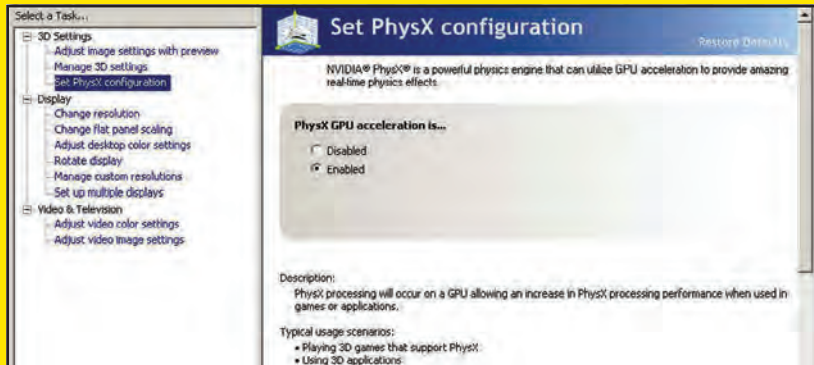 Select a Task...
3D Settings
Adjust image settings with preview
Manage 3D settings
Set PhysX configuration
Display
Change resolution
Change flat panel scaling
Adjust desktop color settings
Rotate display
Manage custom resolutions
Set up multiple displays
Video & Television
Adjust video color settings
Adjust video image settings
Set PhysX configuration
Restore Defaults
NVIDIA® PhysX® is a powerful physics engine that can utilize GPU acceleration to provide amazing
real-time physics effects.
PhysX GPU acceleration is...
Disabled
Enabled
Description:
PhysX processing will occur on a GPU allowing an increase in PhysX processing performance when used in
games or applications.
Typical usage scenarios:
• Playing 3D games that support PhysX
• Using 3D applications